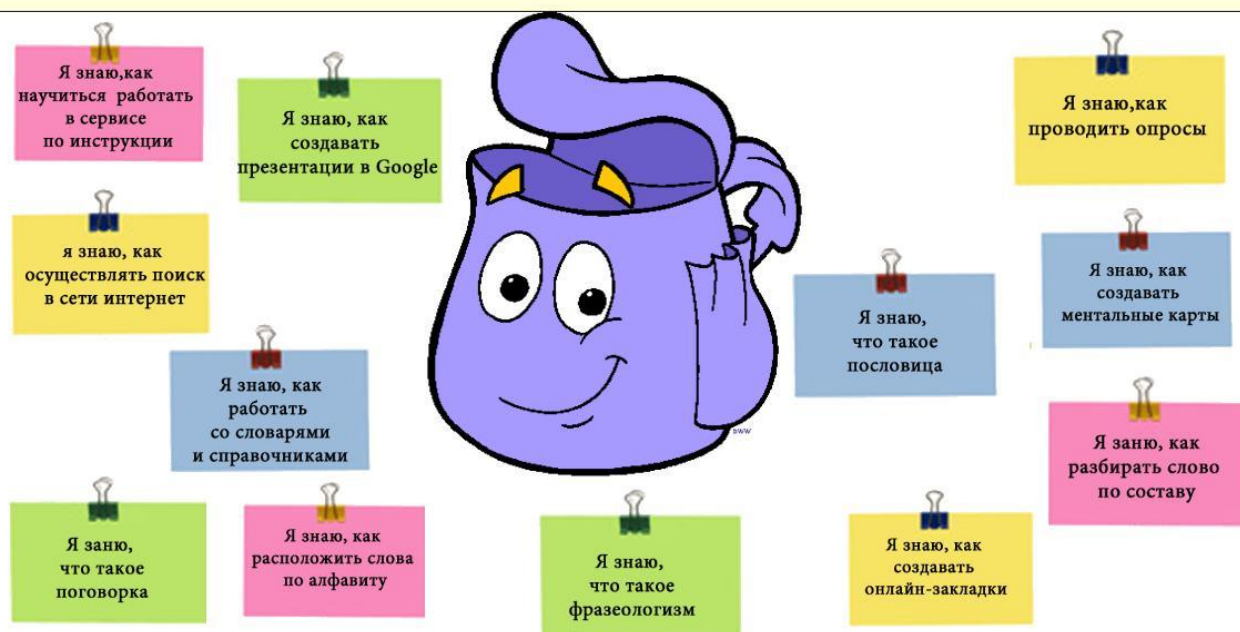 Я знаю,как
научиться работать
в сервисе
по инструкции
Я знаю, как
создавать
презентации в Google
Я знаю,как
проводить опросы
я знаю, как
осуществлять поиск
в сети интернет
Я знаю, как
создавать
ментальные карты
Я знаю,
что такое
пословица
Я знаю, как
работать
со словарями
и справочниками
Я заню, как
разбирать слово
по составу
Я заню,
что такое
поговорка
Я знаю, как
расположить слова
по алфавиту
Я знаю,
что такое
фразеологизм
Я знаю, как
создавать
онлайн-закладки